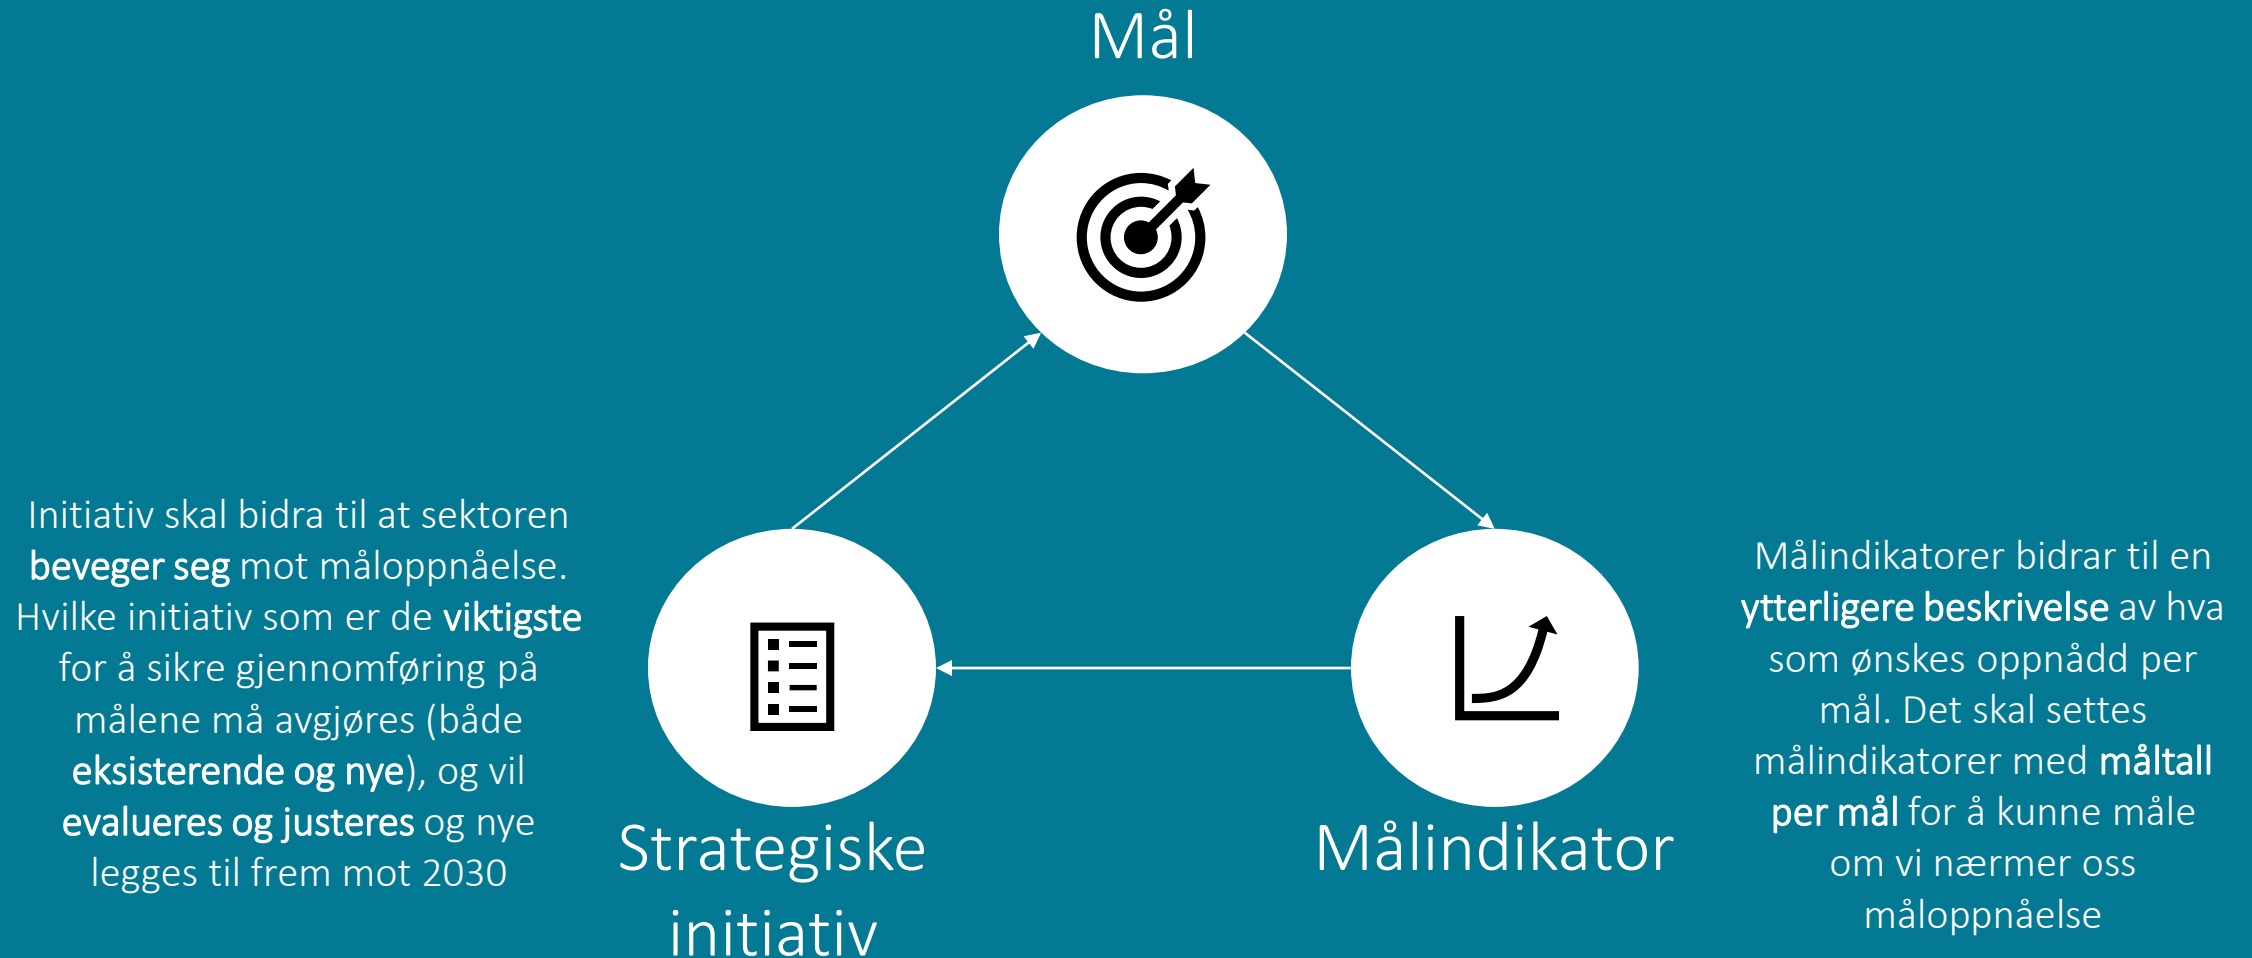 Mål
Initiativ skal bidra til at sektoren
beveger seg mot måloppnåelse.
Hvilke initiativ som er de viktigste
for å sikre gjennomføring på
målene må avgjøres (både
eksisterende og nye), og vil
evalueres og justeres og nye
legges til frem mot 2030
Strategiske
initiativ
Målindikator
Målindikatorer bidrar til en
ytterligere beskrivelse av hva
som ønskes oppnådd per
mål. Det skal settes
målindikatorer med måltall
per mål for å kunne måle
om vi nærmer oss
måloppnåelse